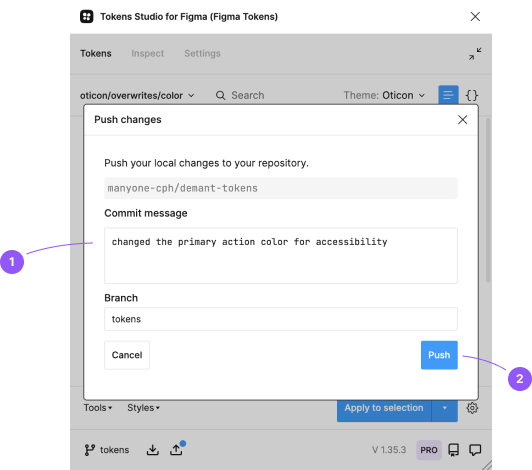 Tokens Studio for Figma (Figma Tokens)
Tokens Inspect Settings
oticon/overwrites/color Search Theme: Oticon {}
Push changes
Push your local changes to your repository.
manyone-cph/demant-tokens
Commit message
changed the primary action color for accessibility
1
Branch
tokens
Cancel Push
2
Tools Styles Apply to selection
tokens V 1.35.3 PRO